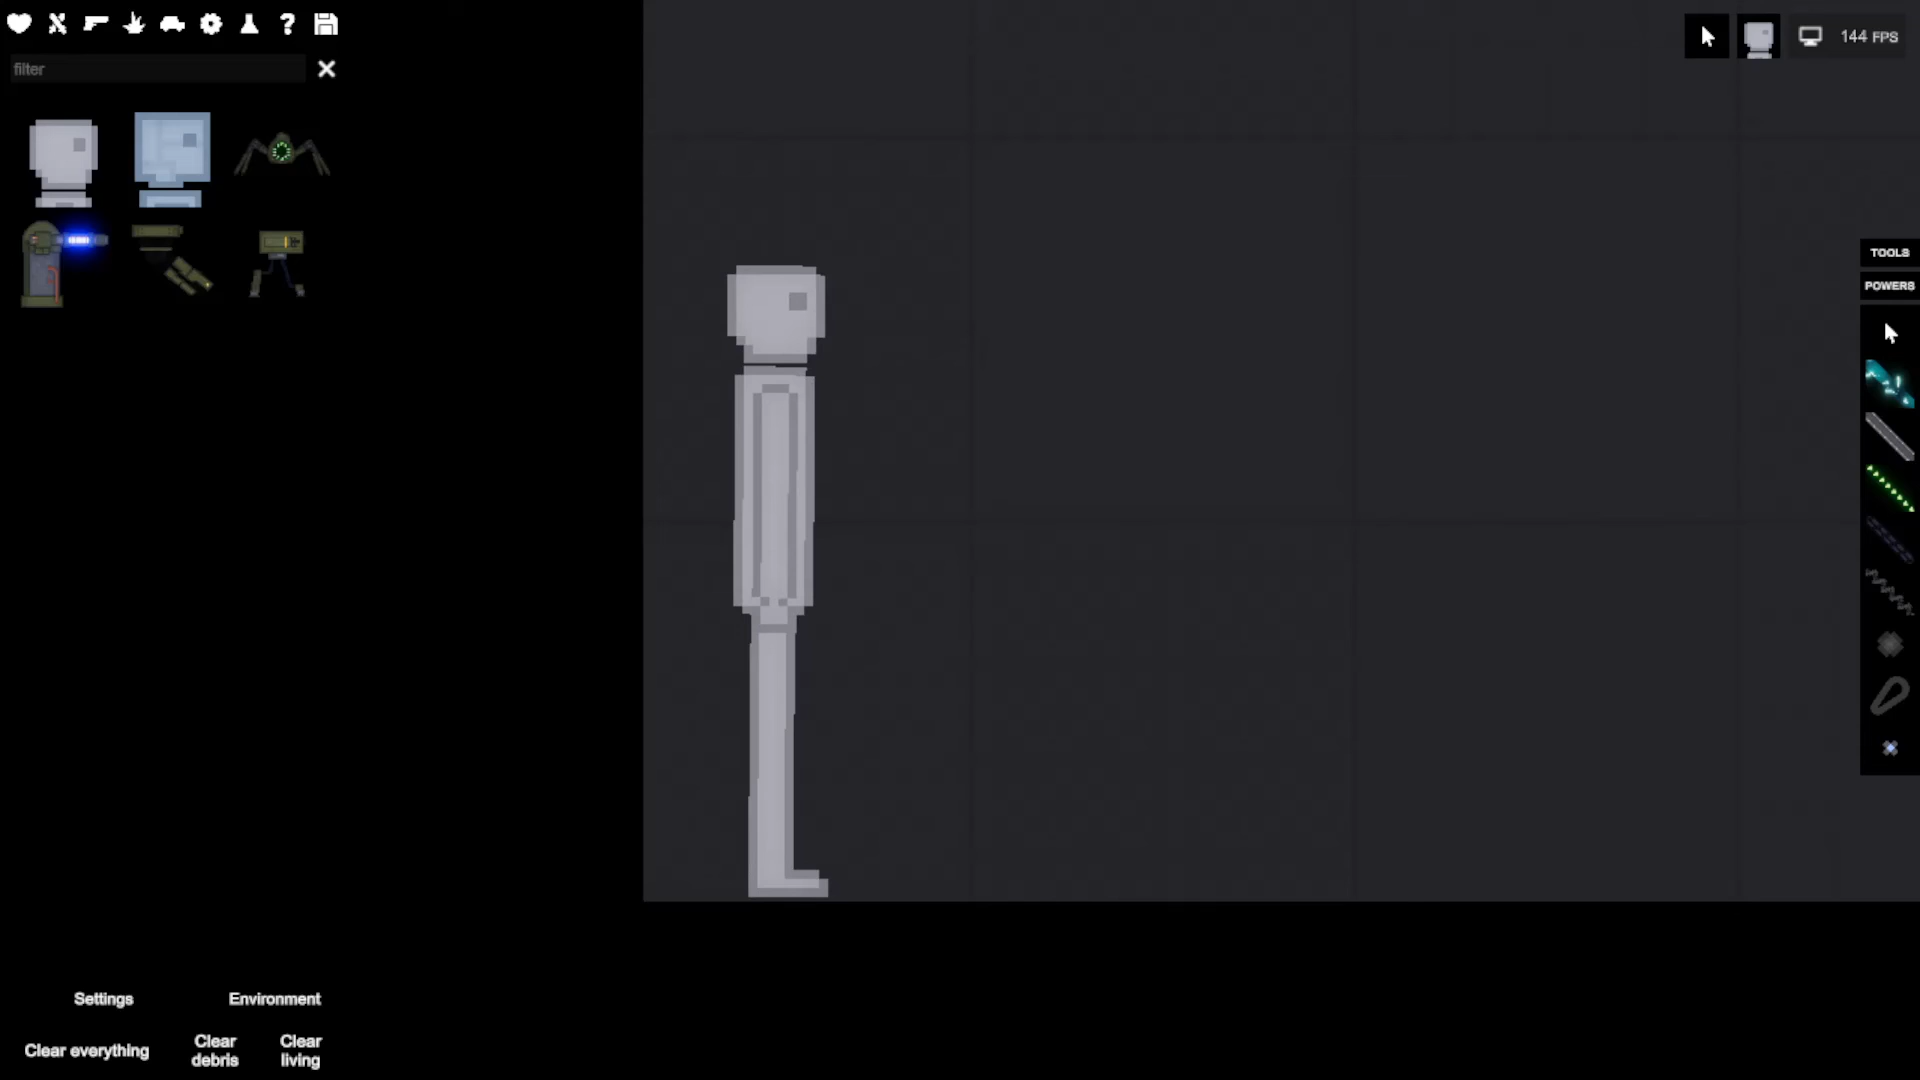 144 FPS
filter
TOOLS
POWERS
Settings
Environment
Clear everything
Clear
debris
Clear
living